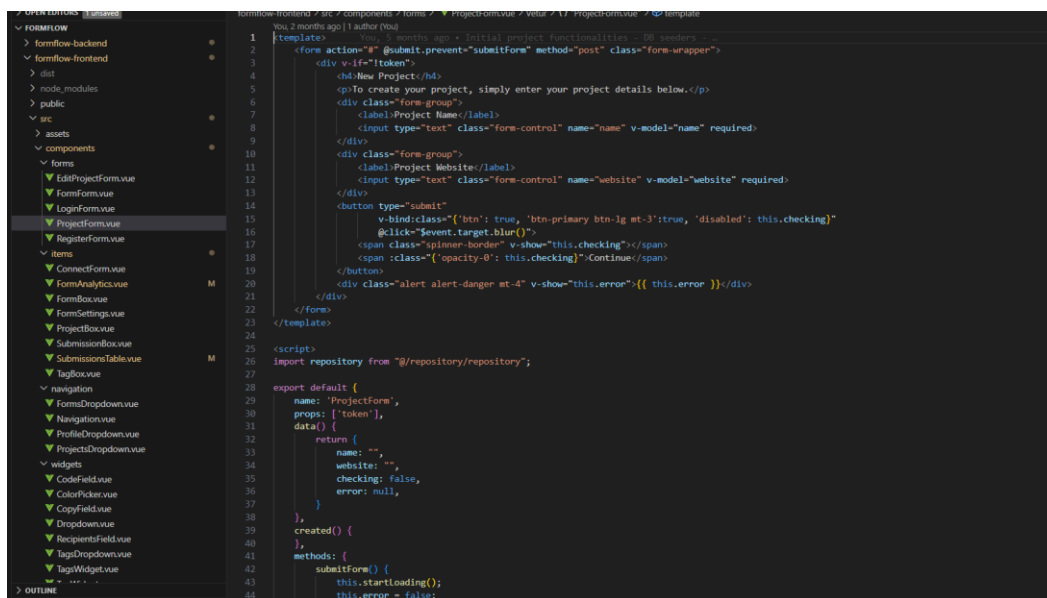 OPEN EDITORS 1 unsaved
FORMFLOW
formflow-backend
formflow-frontend
dist
node_modules
public
src
assets
components
forms
EditProjectForm.vue
FormForm.vue
LoginForm.vue
ProjectForm.vue
RegisterForm.vue
items
ConnectForm.vue
FormAnalytics.vue M
FormBox.vue
FormSettings.vue
ProjectBox.vue
SubmissionBox.vue
SubmissionsTable.vue M
TagBox.vue
navigation
FormsDropdown.vue
Navigation.vue
ProfileDropdown.vue
ProjectsDropdown.vue
widgets
CodeField.vue
ColorPicker.vue
CopyField.vue
Dropdown.vue
RecipientsField.vue
TagsDropdown.vue
TagsWidget.vue
OUTLINE
formflow-frontend > src > components > forms > ProjectForm.vue > Vetur > {} "ProjectForm.vue" > template
You, 2 months ago | 1 author (You)
1 <template> You, 5 months ago • Initial project functionalities - DB seeders - …
2 <form action="#" @submit.prevent="submitForm" method="post" class="form-wrapper">
3 <div v-if="!token">
4 <h4>New Project</h4>
5 <p>To create your project, simply enter your project details below.</p>
6 <div class="form-group">
7 <label>Project Name</label>
8 <input type="text" class="form-control" name="name" v-model="name" required>
9 </div>
10 <div class="form-group">
11 <label>Project Website</label>
12 <input type="text" class="form-control" name="website" v-model="website" required>
13 </div>
14 <button type="submit"
15 v-bind:class="{'btn': true, 'btn-primary btn-lg mt-3':true, 'disabled': this.checking}"
16 @click="$event.target.blur()">
17 <span class="spinner-border" v-show="this.checking"></span>
18 <span :class="{'opacity-0': this.checking}">Continue</span>
19 </button>
20 <div class="alert alert-danger mt-4" v-show="this.error">{{ this.error }}</div>
21 </div>
22 </form>
23 </template>
24
25 <script>
26 import repository from "@/repository/repository";
27
28 export default {
29 name: 'ProjectForm',
30 props: ['token'],
31 data() {
32 return {
33 name: "",
34 website: "",
35 checking: false,
36 error: null,
37 }
38 },
39 created() {
40 },
41 methods: {
42 submitForm() {
43 this.startLoading();
44 this.error = false;